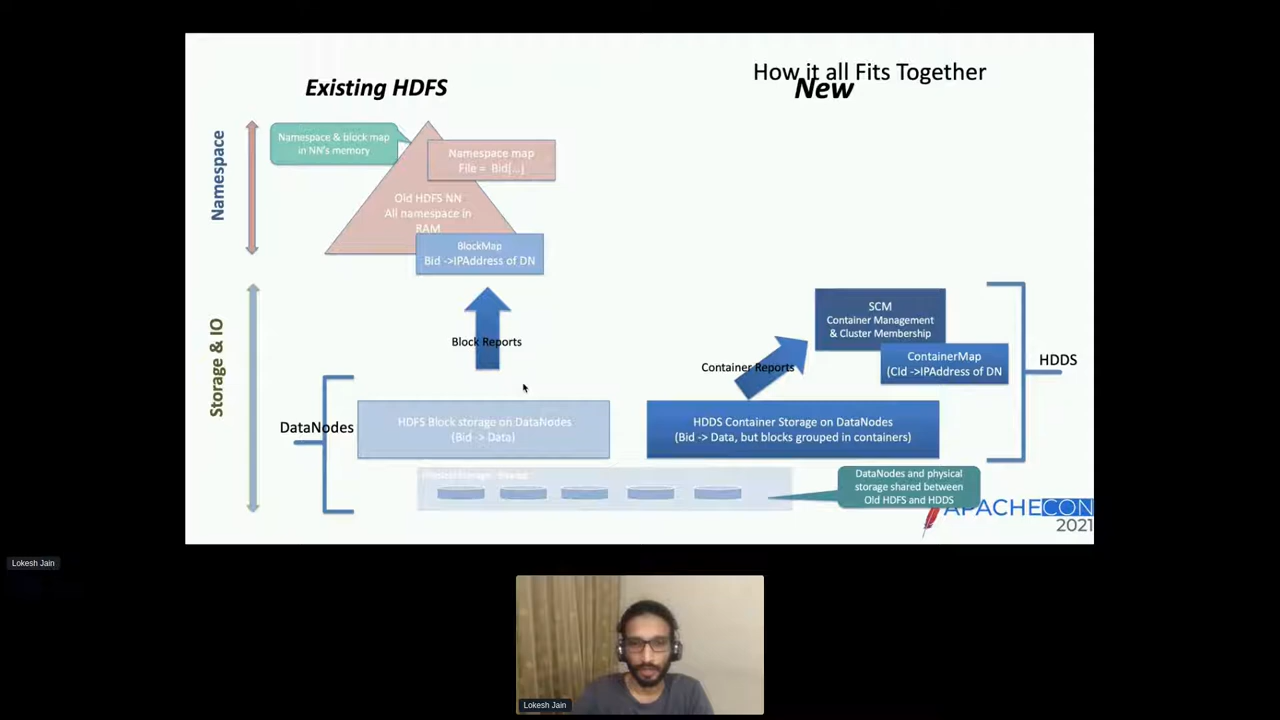 How it all Fits Together
Existing HDFS
New
Namespace
Namespace & block map
in NN's memory
Namespace map
File = Bid[..]
Old HDFS NN
All namespace in
RAM
BlockMap
Bid ->IPAddress of DN
Storage & IO
Block Reports
Container Reports
SCM
Container Management
& Cluster Membership
ContainerMap
(CId ->IPAddress of DN
HDDS
DataNodes
HDFS Block storage on DataNodes
(Bid -> Data)
HDDS Container Storage on DataNodes
(Bid -> Data, but blocks grouped in containers)
DataNodes and physical
storage shared between
Old HDFS and HDDS
APACHECON
2021
Lokesh Jain
Lokesh Jain